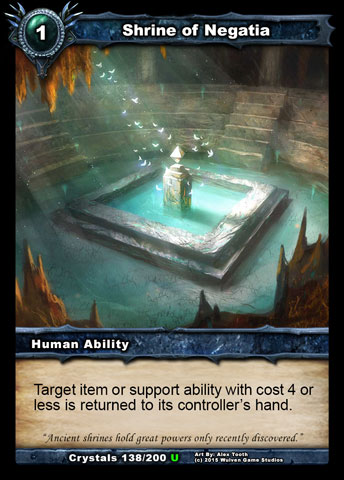 1
Shrine of Negatia
Human Ability
Target item or support ability with cost 4 or
less is returned to its controller's hand.
"Ancient shrines hold great powers only recently discovered."
Crystals 138/200 U
Art By: Alex Tooth
(c) 2015 Wulven Game Studios